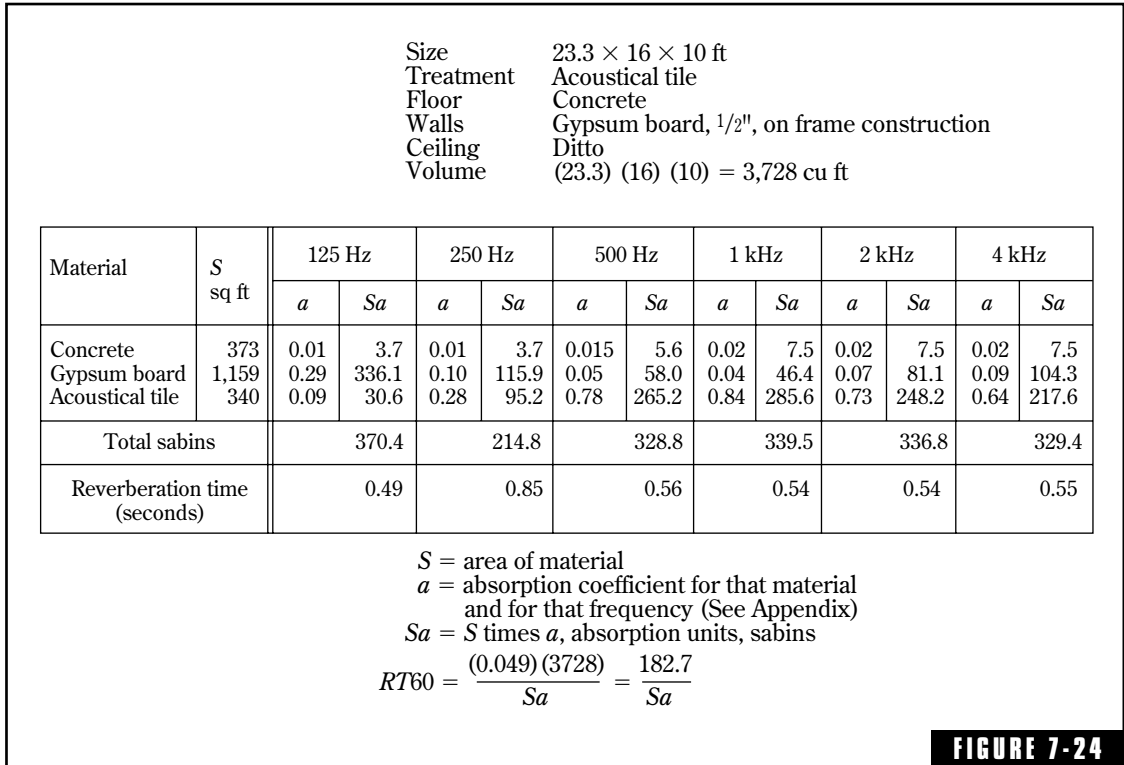 Size 23.3 × 16 × 10 ft
Treatment Acoustical tile
Floor Concrete
Walls Gypsum board, 1/2", on frame construction
Ceiling Ditto
Volume (23.3) (16) (10) = 3,728 cu ft
Material S sq ft 125 Hz 250 Hz 500 Hz 1 kHz 2 kHz 4 kHz
a Sa a Sa a Sa a Sa a Sa a Sa
Concrete 373 0.01 3.7 0.01 3.7 0.015 5.6 0.02 7.5 0.02 7.5 0.02 7.5
Gypsum board 1,159 0.29 336.1 0.10 115.9 0.05 58.0 0.04 46.4 0.07 81.1 0.09 104.3
Acoustical tile 340 0.09 30.6 0.28 95.2 0.78 265.2 0.84 285.6 0.73 248.2 0.64 217.6
Total sabins 370.4 214.8 328.8 339.5 336.8 329.4
Reverberation time 0.49 0.85 0.56 0.54 0.54 0.55
(seconds)
S = area of material
a = absorption coefficient for that material
and for that frequency (See Appendix)
Sa = S times a, absorption units, sabins
RT60 = (0.049) (3728) / Sa = 182.7 / Sa
FIGURE 7-24